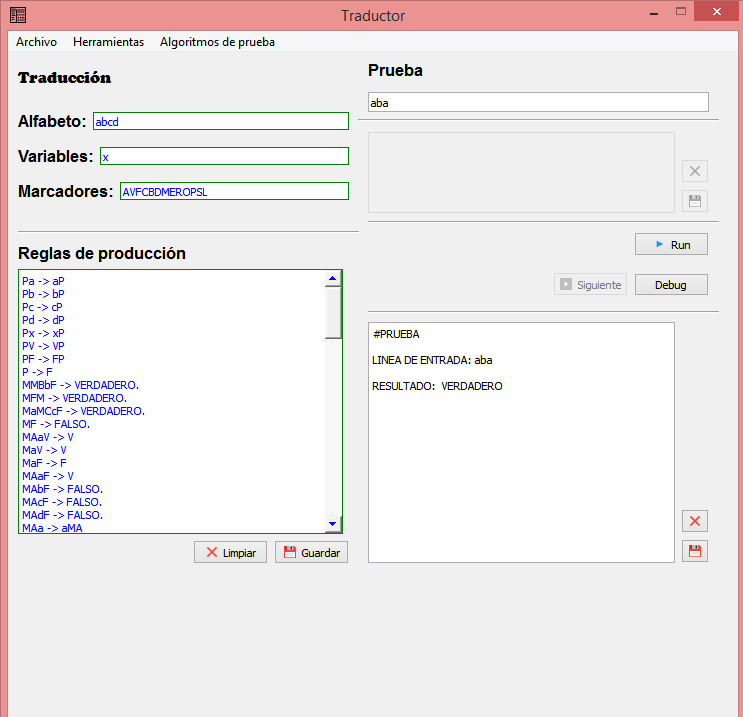 Traductor
Archivo Herramientas Algoritmos de prueba
Traducción
Alfabeto: abcd
Variables: x
Marcadores: AVFCBDMEROPSL
Reglas de producción
Pa -> aP
Pb -> bP
Pc -> cP
Pd -> dP
Px -> xP
PV -> VP
PF -> FP
P -> F
MMBbF -> VERDADERO.
MFM -> VERDADERO.
MaMCcF -> VERDADERO.
MF -> FALSO.
MAaV -> V
MaV -> V
MaF -> F
MAaF -> V
MAbF -> FALSO.
MAcF -> FALSO.
MAdF -> FALSO.
MAa -> aMA
Limpiar Guardar
Prueba
aba
Run
Siguiente Debug
#PRUEBA
LINEA DE ENTRADA: aba
RESULTADO: VERDADERO